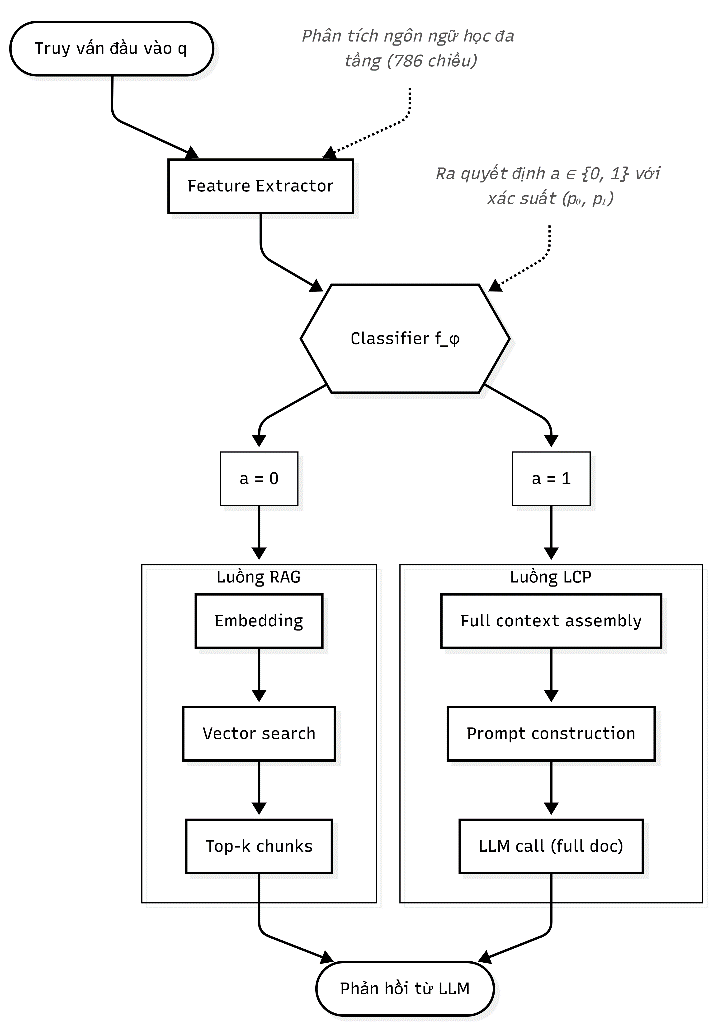 Truy vấn đầu vào q
Phân tích ngôn ngữ học đa
tầng (786 chiều)
Feature Extractor
Ra quyết định a ∈ {0, 1} với
xác suất (p₀, p₁)
Classifier f_φ
a = 0
a = 1
Luồng RAG
Embedding
Vector search
Top-k chunks
Luồng LCP
Full context assembly
Prompt construction
LLM call (full doc)
Phản hồi từ LLM